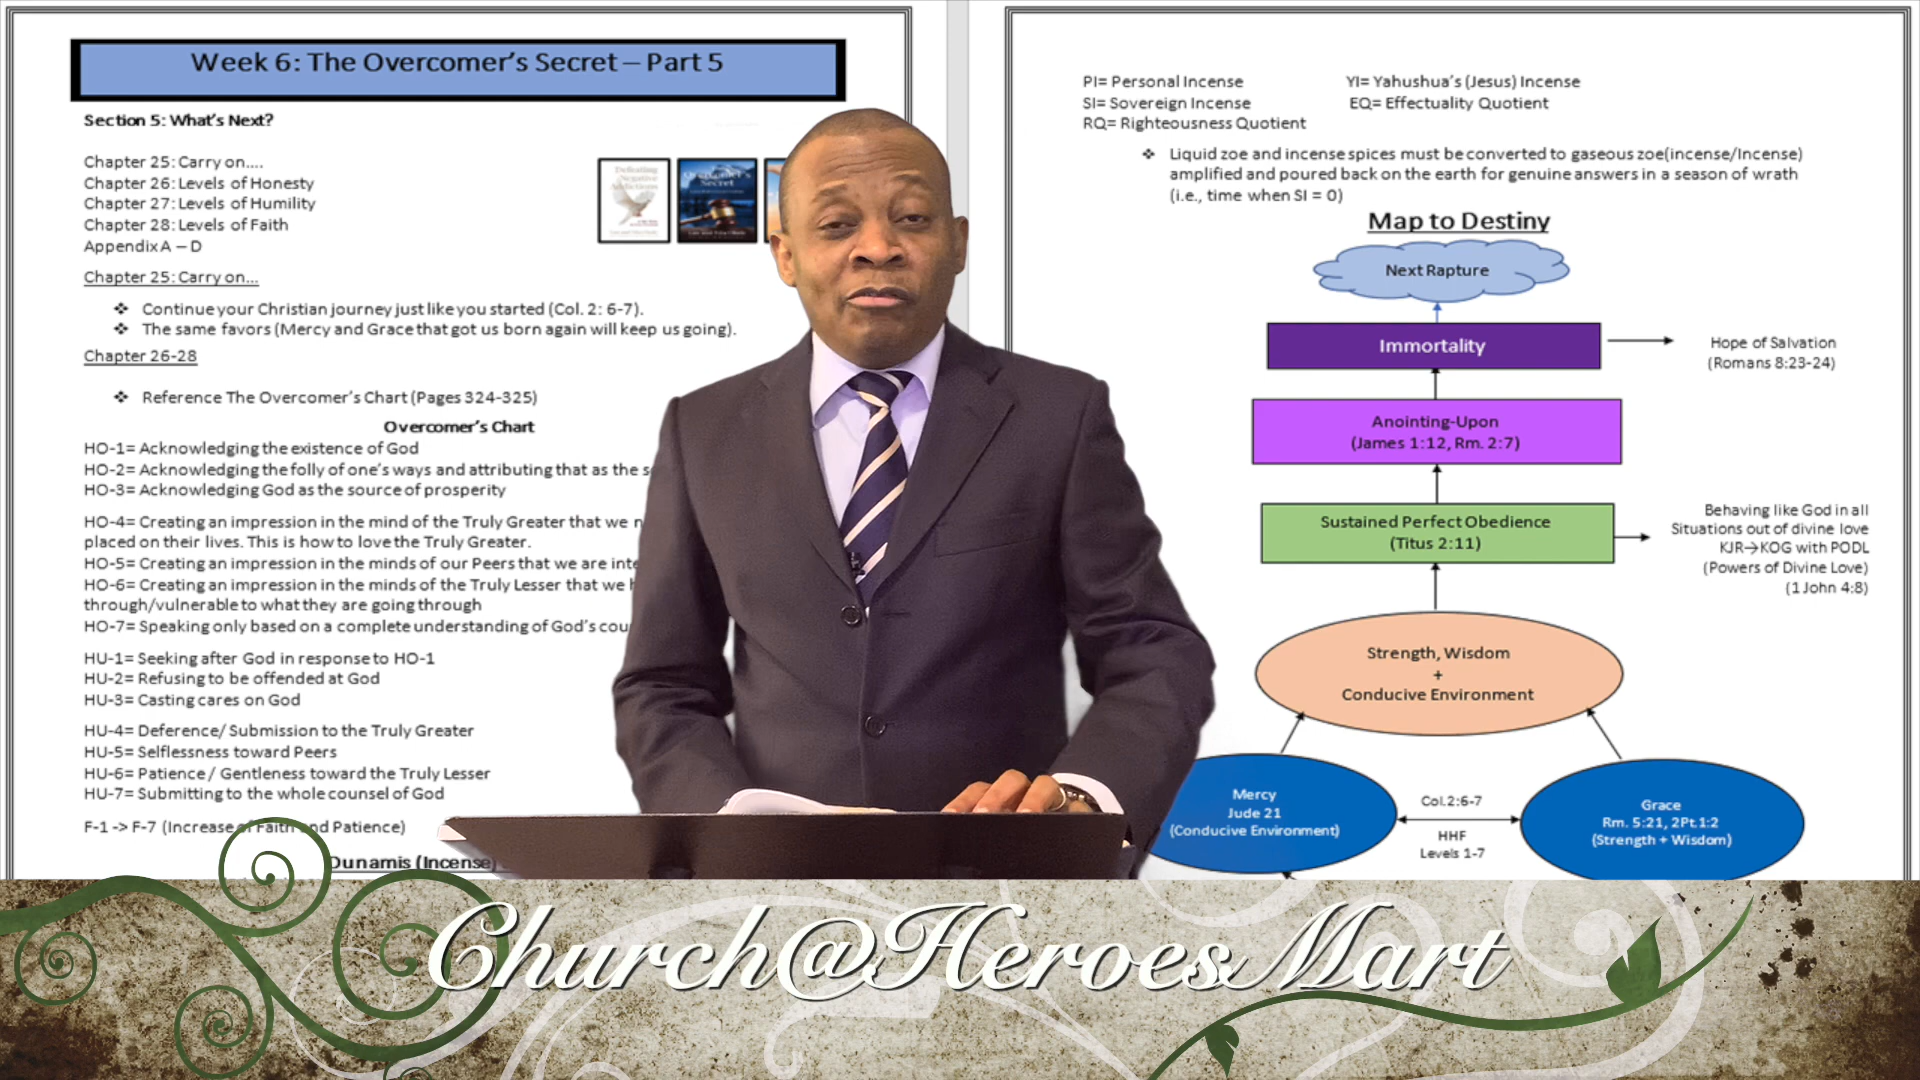 Week 6: The Overcomer's Secret – Part 5
Section 5: What's Next?
Chapter 25: Carry on....
Chapter 26: Levels of Honesty
Chapter 27: Levels of Humility
Chapter 28: Levels of Faith
Appendix A – D
Defeating
Negative
Addictions
Overcomer's
Secret
Chapter 25: Carry on...
❖ Continue your Christian journey just like you started (Col. 2: 6-7).
❖ The same favors (Mercy and Grace that got us born again will keep us going).
Chapter 26-28
❖ Reference The Overcomer's Chart (Pages 324-325)
Overcomer's Chart
HO-1= Acknowledging the existence of God
HO-2= Acknowledging the folly of one's ways and attributing that as the
HO-3= Acknowledging God as the source of prosperity
HO-4= Creating an impression in the mind of the Truly Greater that we
placed on their lives. This is how to love the Truly Greater.
HO-5= Creating an impression in the minds of our Peers that we are
HO-6= Creating an impression in the minds of the Truly Lesser that we
through/vulnerable to what they are going through
HO-7= Speaking only based on a complete understanding of God's
HU-1= Seeking after God in response to HO-1
HU-2= Refusing to be offended at God
HU-3= Casting cares on God
HU-4= Deference/ Submission to the Truly Greater
HU-5= Selflessness toward Peers
HU-6= Patience / Gentleness toward the Truly Lesser
HU-7= Submitting to the whole counsel of God
F-1 -> F-7 (Increase of Faith and Patience)
Dunamis (Incense)
PI= Personal Incense YI= Yahushua's (Jesus) Incense
SI= Sovereign Incense EQ= Effectuality Quotient
RQ= Righteousness Quotient
❖ Liquid zoe and incense spices must be converted to gaseous zoe(incense/Incense)
amplified and poured back on the earth for genuine answers in a season of wrath
(i.e., time when SI = 0)
Map to Destiny
Next Rapture
Immortality
Hope of Salvation
(Romans 8:23-24)
Anointing-Upon
(James 1:12, Rm. 2:7)
Sustained Perfect Obedience
(Titus 2:11)
Behaving like God in all
Situations out of divine love
KJR→KOG with PODL
(Powers of Divine Love)
(1 John 4:8)
Strength, Wisdom
+
Conducive Environment
Mercy
Jude 21
(Conducive Environment)
Col.2:6-7
HHF
Levels 1-7
Grace
Rm. 5:21, 2Pt.1:2
(Strength + Wisdom)
Church@HeroesMart